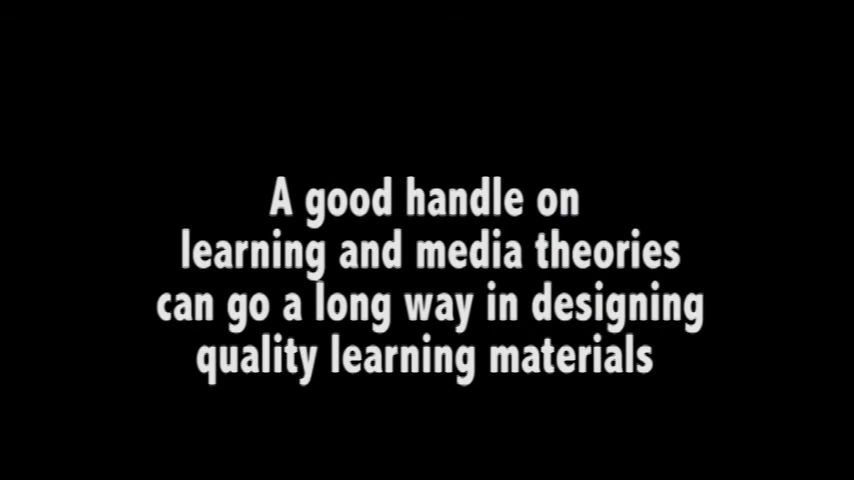 A good handle on
learning and media theories
can go a long way in designing
quality learning materials